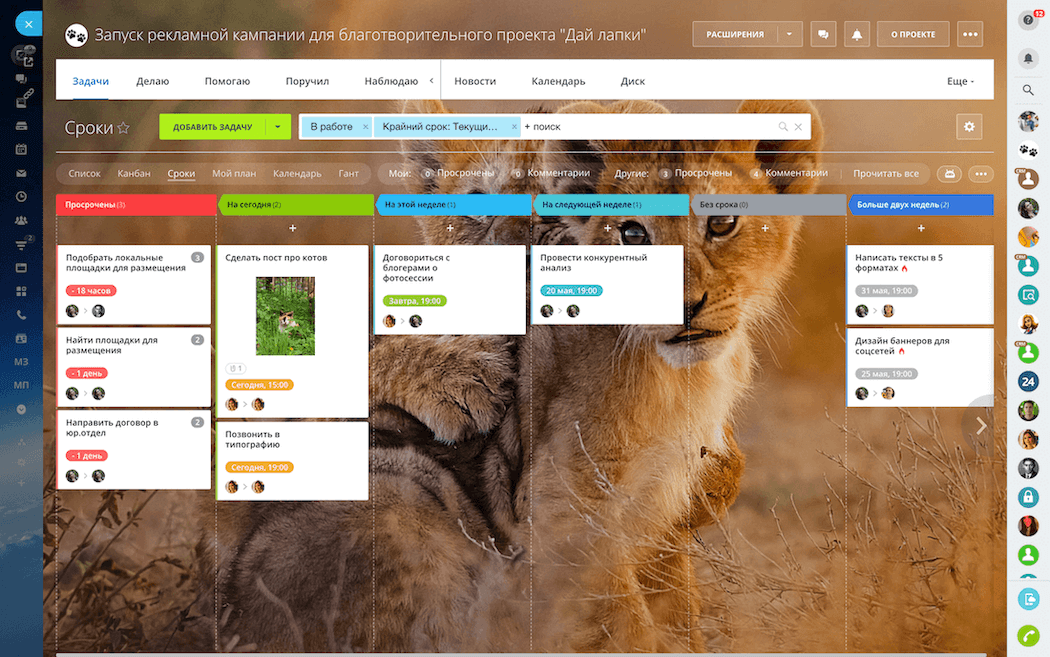 12
Запуск рекламной кампании для благотворительного проекта "Дай лапки"
РАСШИРЕНИЯ
О ПРОЕКТЕ
Задачи Делаю Помогаю Поручил Наблюдаю Новости Календарь Диск Еще
Сроки
ДОБАВИТЬ ЗАДАЧУ
В работе × Крайний срок: Текущи... × + поиск
Список Канбан Сроки Мой план Календарь Гант
Мои: 0 Просрочены 0 Комментарии Другие: 3 Просрочены 4 Комментарии Прочитать все
Просрочены (3)
На сегодня (2)
На этой неделе (1)
На следующей неделе (1)
Без срока (0)
Больше двух недель (2)
Подобрать локальные
площадки для размещения
3
- 18 часов
Найти площадки для
размещения
2
- 1 день
Направить договор в
юр.отдел
2
- 1 день
Сделать пост про котов
1
Сегодня, 15:00
Позвонить в
типографию
Сегодня, 19:00
Договориться с
блогерами о
фотосессии
Завтра, 19:00
Провести конкурентный
анализ
20 мая, 19:00
Написать тексты в 5
форматах
31 мая, 19:00
Дизайн баннеров для
соцсетей
25 мая, 19:00
МЗ
МП
CRM
CRM
CRM
24